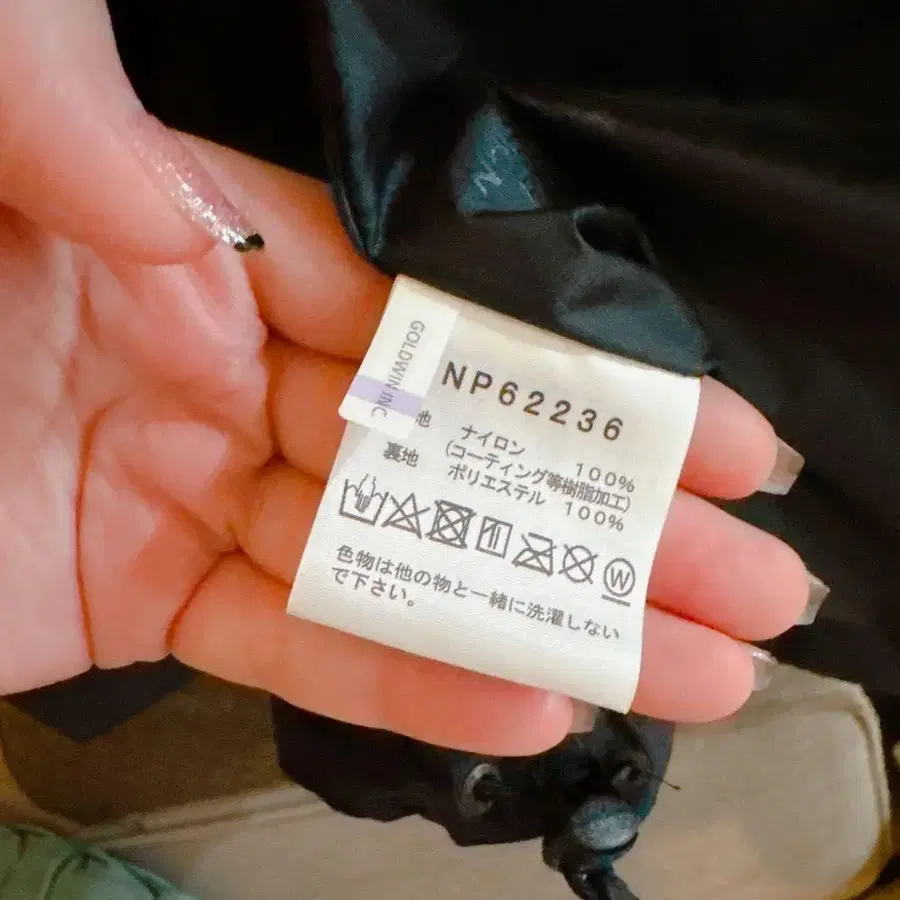 GOLDWIN INC
NP62236
地 ナイロン 100%
(コーティング等樹脂加工)
裏地 ポリエステル 100%
W
色物は他の物と一緒に洗濯しない
で下さい。